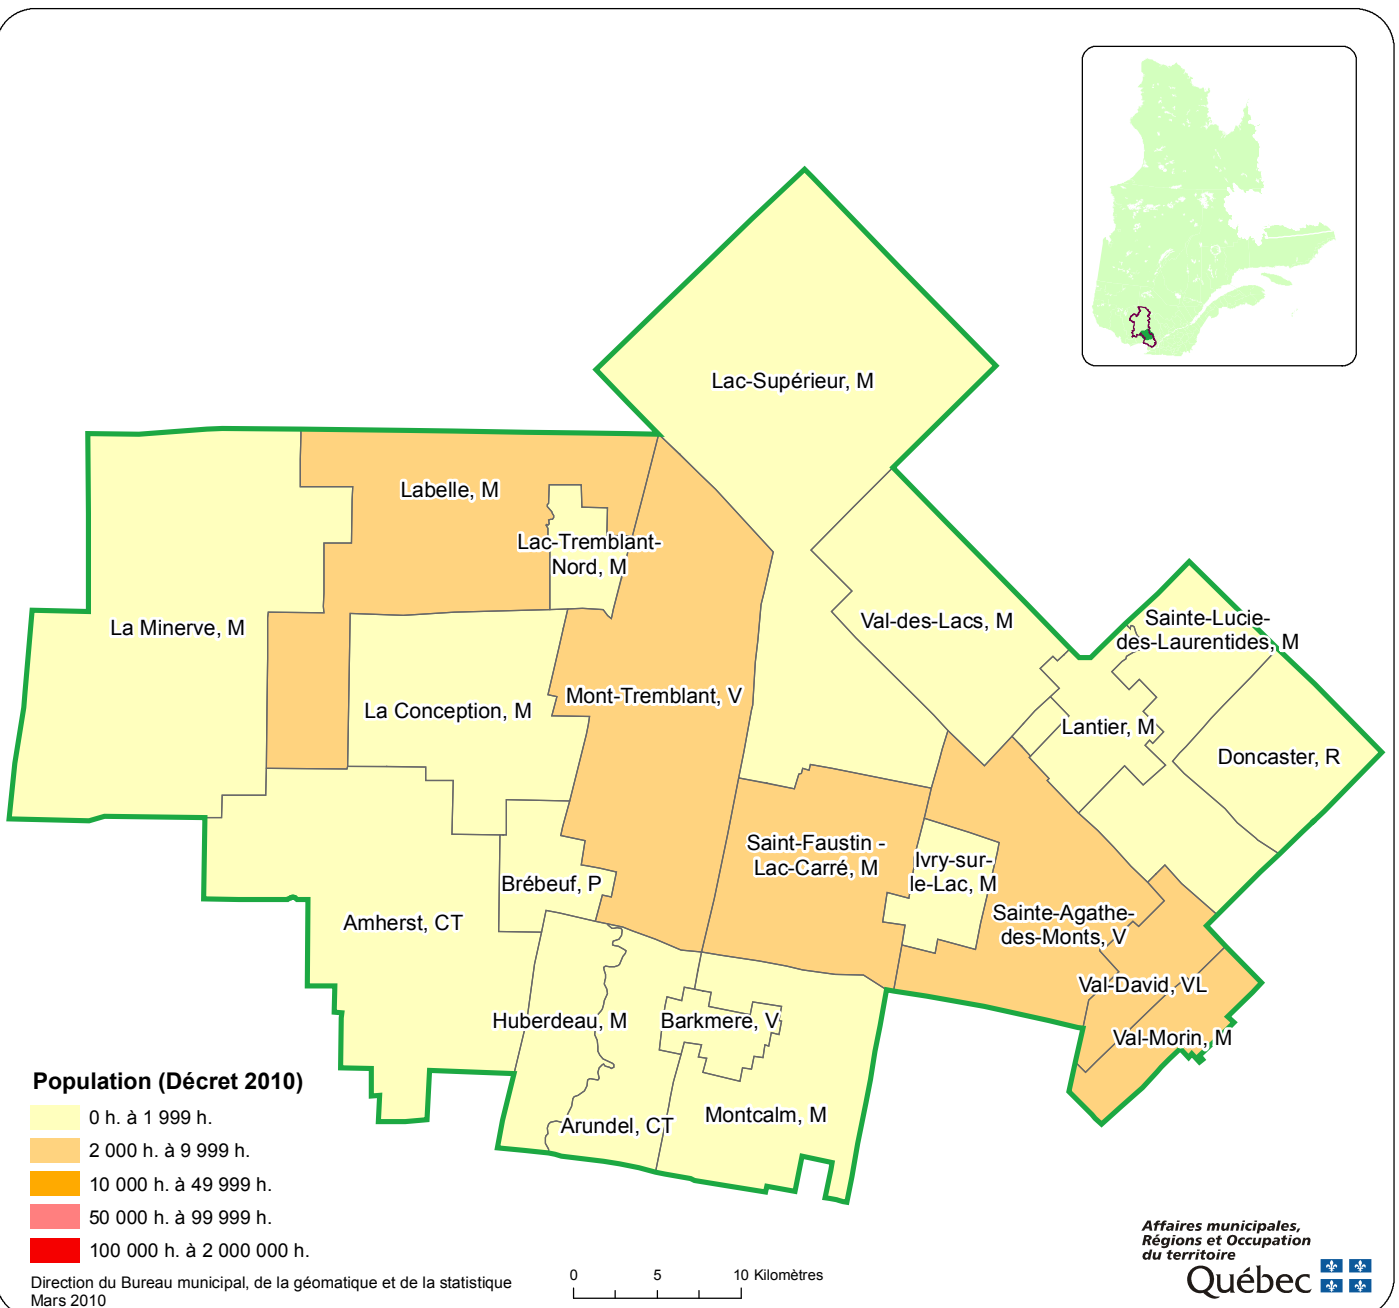 Lac-Supérieur, M
Labelle, M
Lac-Tremblant-
Nord, M
La Minerve, M
Val-des-Lacs, M
Sainte-Lucie-
des-Laurentides, M
Mont-Tremblant, V
La Conception, M
Lantier, M
Doncaster, R
Saint-Faustin -
Lac-Carré, M
Ivry-sur-
le-Lac, M
Brébeuf, P
Amherst, CT
Sainte-Agathe-
des-Monts, V
Val-David, VL
Huberdeau, M
Barkmere, V
Val-Morin, M
Arundel, CT
Montcalm, M
Population (Décret 2010)
0 h. à 1 999 h.
2 000 h. à 9 999 h.
10 000 h. à 49 999 h.
50 000 h. à 99 999 h.
100 000 h. à 2 000 000 h.
Direction du Bureau municipal, de la géomatique et de la statistique
Mars 2010
0 5 10 Kilomètres
Affaires municipales,
Régions et Occupation
du territoire
Québec